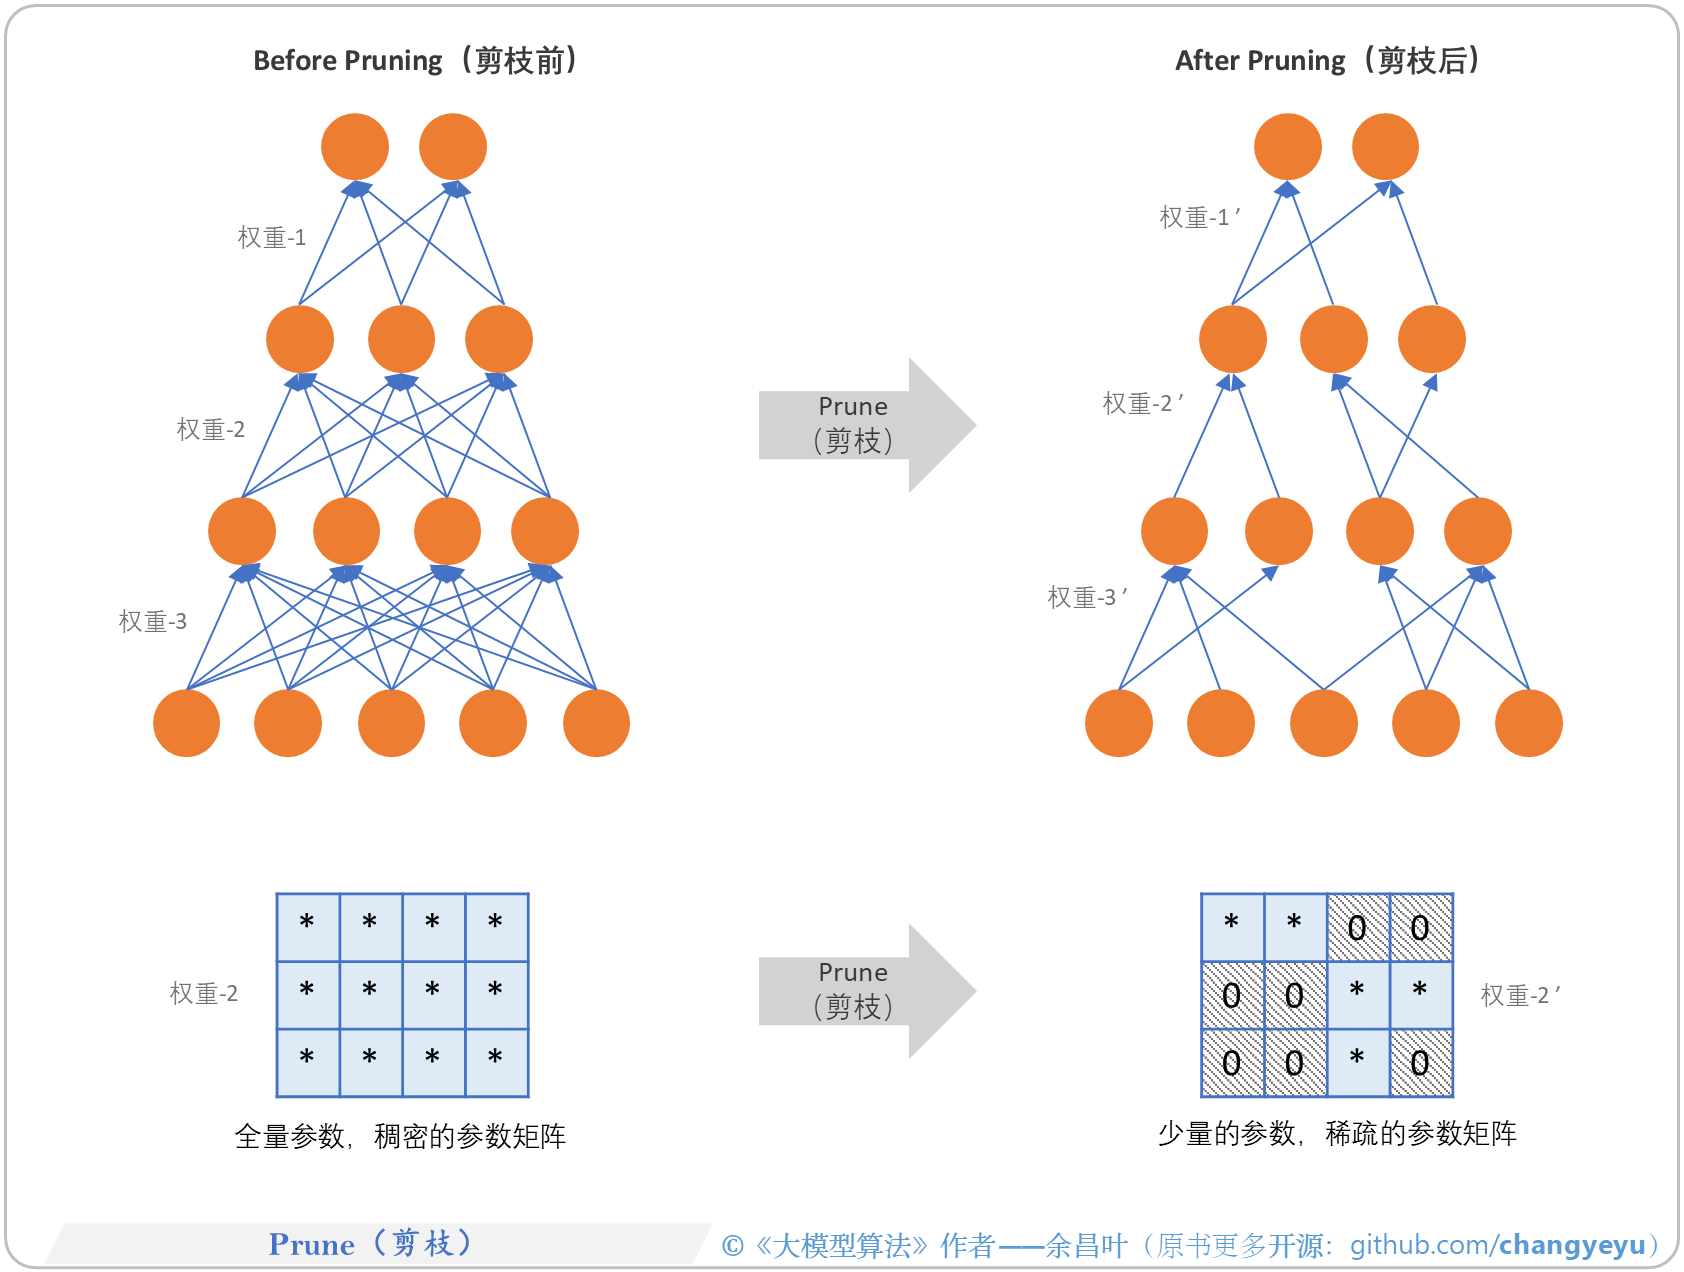 Before Pruning（剪枝前）
After Pruning（剪枝后）
权重-1
权重-1′
Prune
（剪枝）
权重-2
权重-2′
权重-3
权重-3′
* * * *
* * * *
* * * *
权重-2
Prune
（剪枝）
* * 0 0
0 0 * *
0 0 * 0
权重-2′
全量参数，稠密的参数矩阵
少量的参数，稀疏的参数矩阵
Prune（剪枝）
©《大模型算法》作者——余昌叶（原书更多开源：github.com/changyeyu）